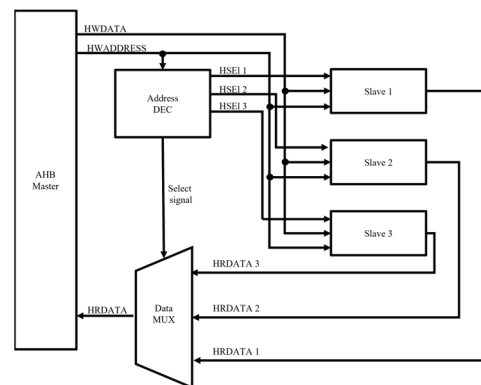 HWDATA
HWADDRESS
HSEl 1
HSEl 2
HSEl 3
Address
DEC
Slave 1
Slave 2
Slave 3
AHB
Master
Select
signal
HRDATA 3
HRDATA 2
HRDATA 1
HRDATA
Data
MUX